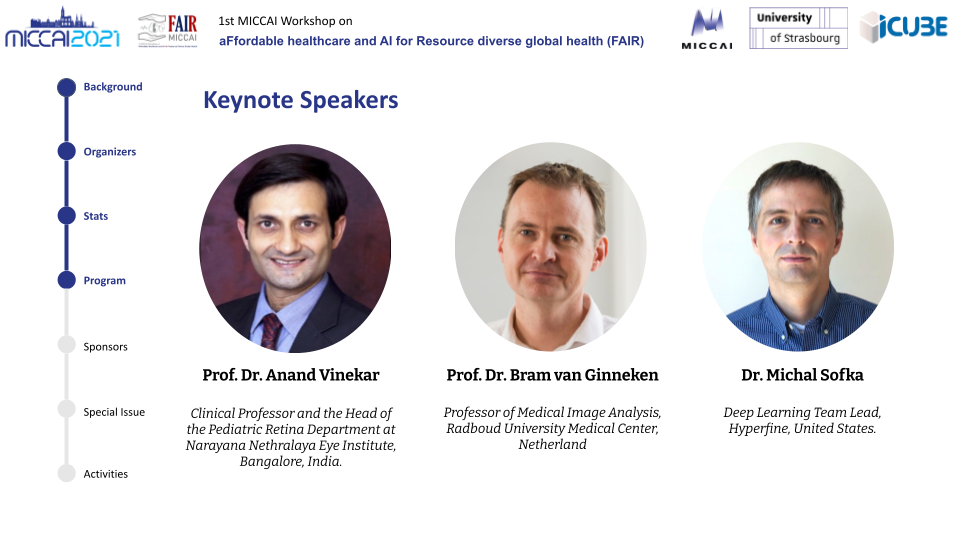 MICCAI2021
FAIR
MICCAI
1st MICCAI Workshop on
aFfordable healthcare and AI for Resource diverse global health (FAIR)
MICCAI
University
of Strasbourg
iCUBE
Background
Organizers
Stats
Program
Sponsors
Special Issue
Activities
Keynote Speakers
Prof. Dr. Anand Vinekar
Clinical Professor and the Head of
the Pediatric Retina Department at
Narayana Nethralaya Eye Institute,
Bangalore, India.
Prof. Dr. Bram van Ginneken
Professor of Medical Image Analysis,
Radboud University Medical Center,
Netherland
Dr. Michal Sofka
Deep Learning Team Lead,
Hyperfine, United States.